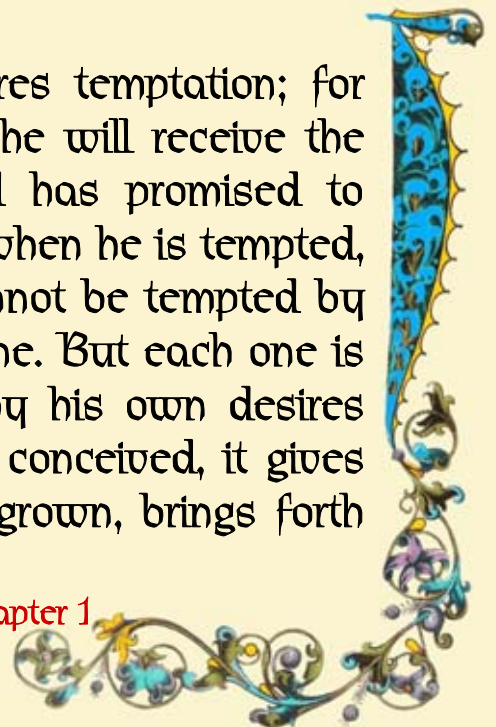 res temptation; for
he will receive the
l has promised to
when he is tempted,
nnot be tempted by
ne. But each one is
by his own desires
conceived, it gives
grown, brings forth
apter 1